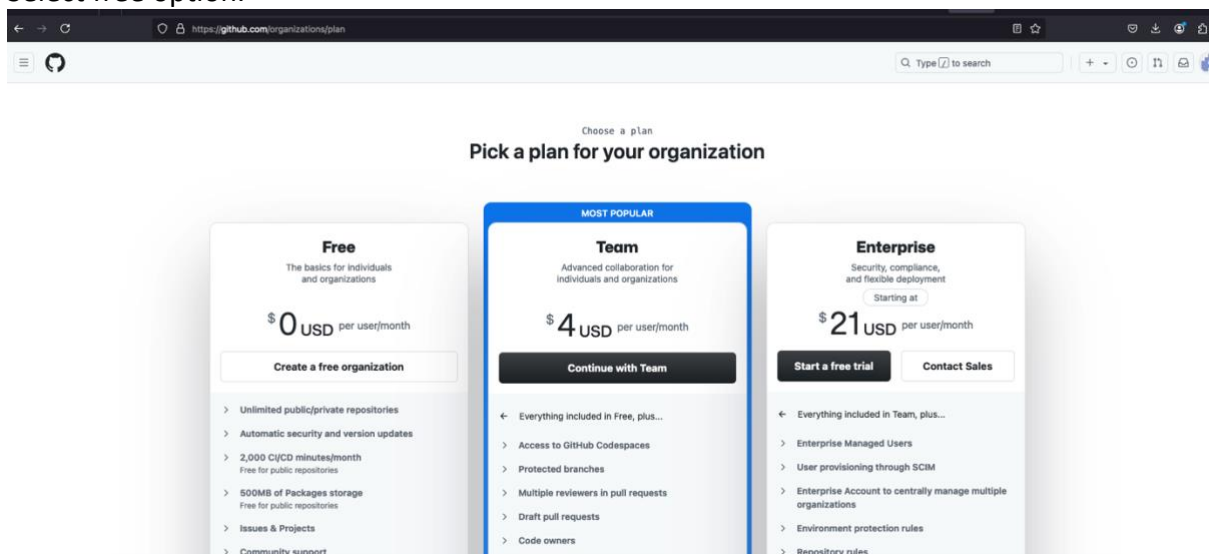 Select free option.
https://github.com/organizations/plan
Type / to search
Choose a plan
Pick a plan for your organization
MOST POPULAR
Free
The basics for individuals
and organizations
$ 0 USD per user/month
Create a free organization
Unlimited public/private repositories
Automatic security and version updates
2,000 CI/CD minutes/month
Free for public repositories
500MB of Packages storage
Free for public repositories
Issues & Projects
Community support
Team
Advanced collaboration for
individuals and organizations
$ 4 USD per user/month
Continue with Team
Everything included in Free, plus...
Access to GitHub Codespaces
Protected branches
Multiple reviewers in pull requests
Draft pull requests
Code owners
Enterprise
Security, compliance,
and flexible deployment
Starting at
$ 21 USD per user/month
Start a free trial Contact Sales
Everything included in Team, plus...
Enterprise Managed Users
User provisioning through SCIM
Enterprise Account to centrally manage multiple
organizations
Environment protection rules
Repository rules